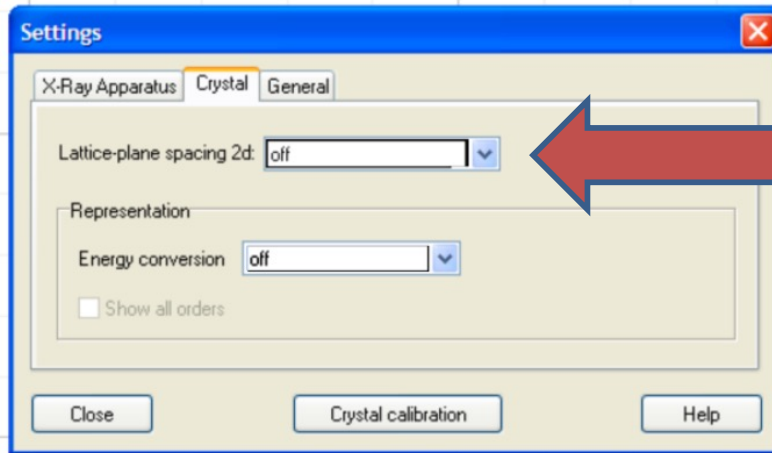 Settings
X-Ray Apparatus Crystal General
Lattice-plane spacing 2d: off
Representation
Energy conversion off
Show all orders
Close Crystal calibration Help